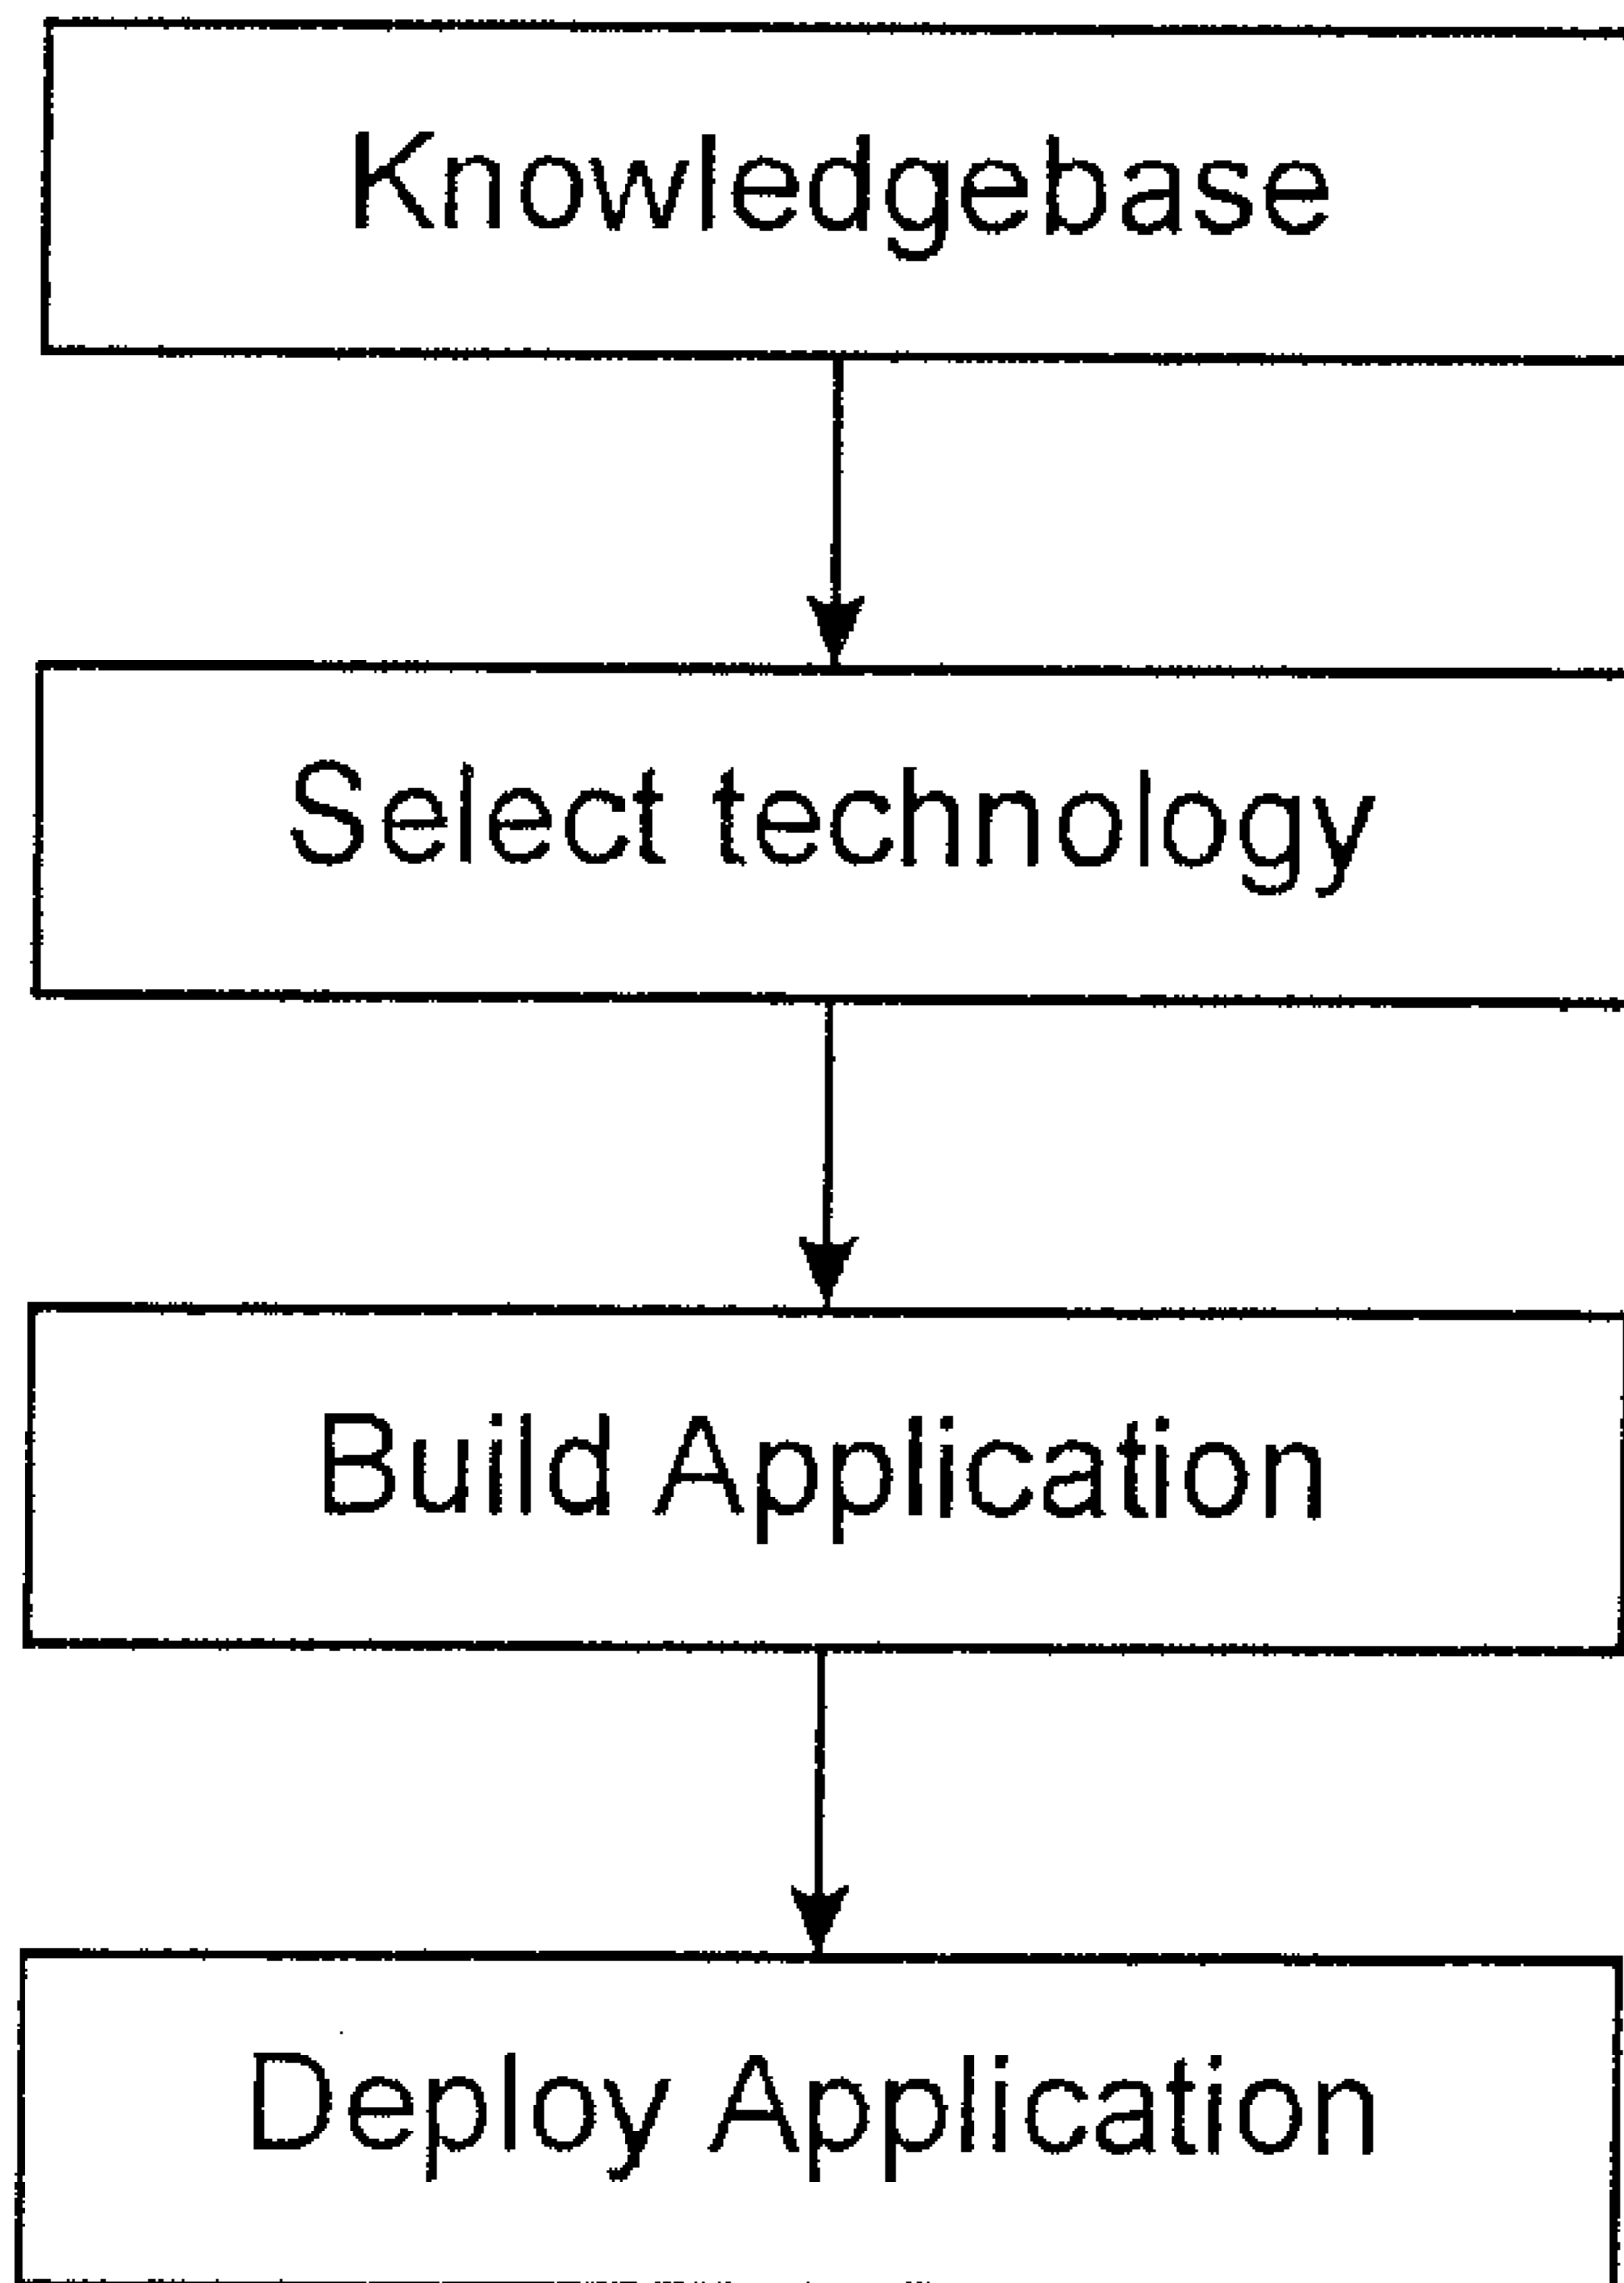 Knowledgebase
Select technology
Build Application
Deploy Application